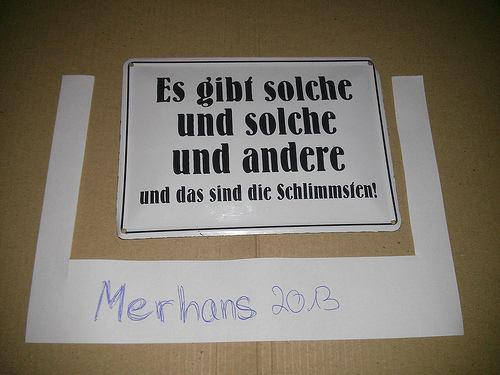 Es gibt solche
und solche
und andere
und das sind die Schlimmsten!
Merhans 2013